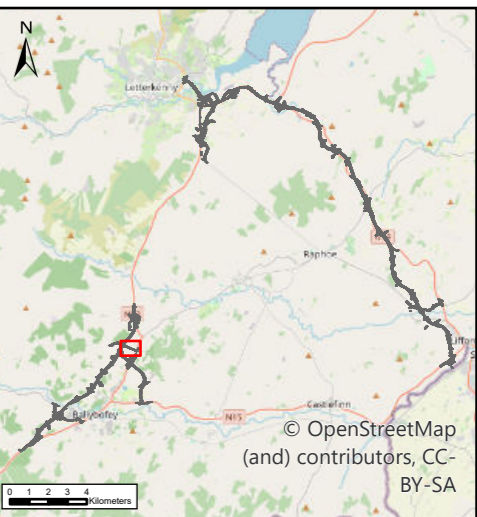 N
Letterkenny
Raphoe
Ballybofey
N15
Castlefinn
© OpenStreetMap
(and) contributors, CC-
BY-SA
0 1 2 3 4
Kilometers